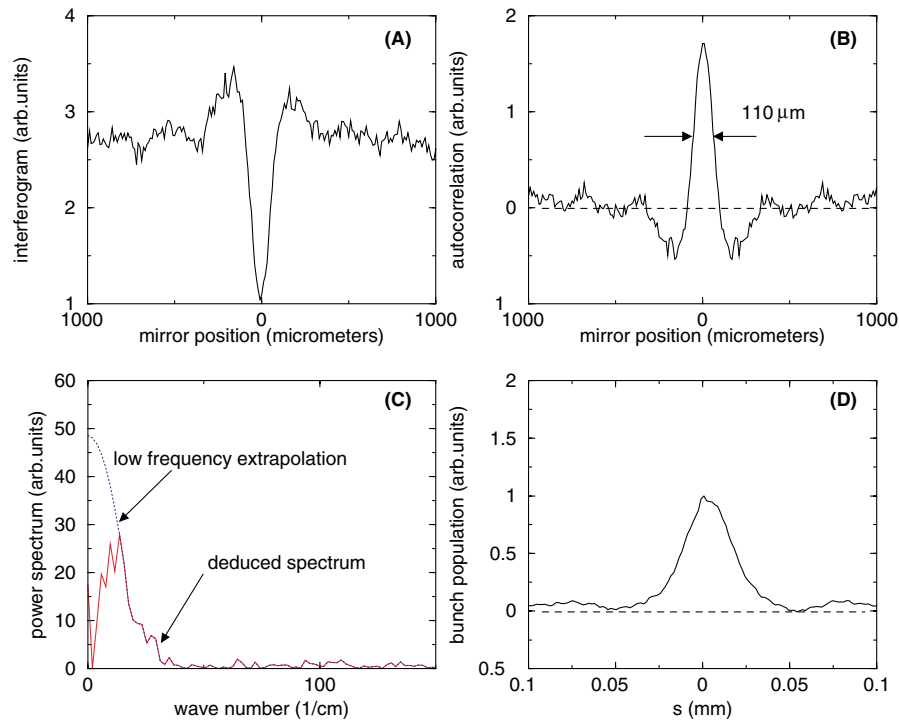 (A)
interferogram (arb.units)
4
3
2
1
1000 0 1000
mirror position (micrometers)
(B)
autocorrelation (arb.units)
2
1
0
1
110 μm
1000 0 1000
mirror position (micrometers)
(C)
power spectrum (arb.units)
60
50
40
30
20
10
0
low frequency extrapolation
deduced spectrum
0 100
wave number (1/cm)
(D)
bunch population (arb.units)
2
1.5
1
0.5
0
0.5
0.1 0.05 0 0.05 0.1
s (mm)